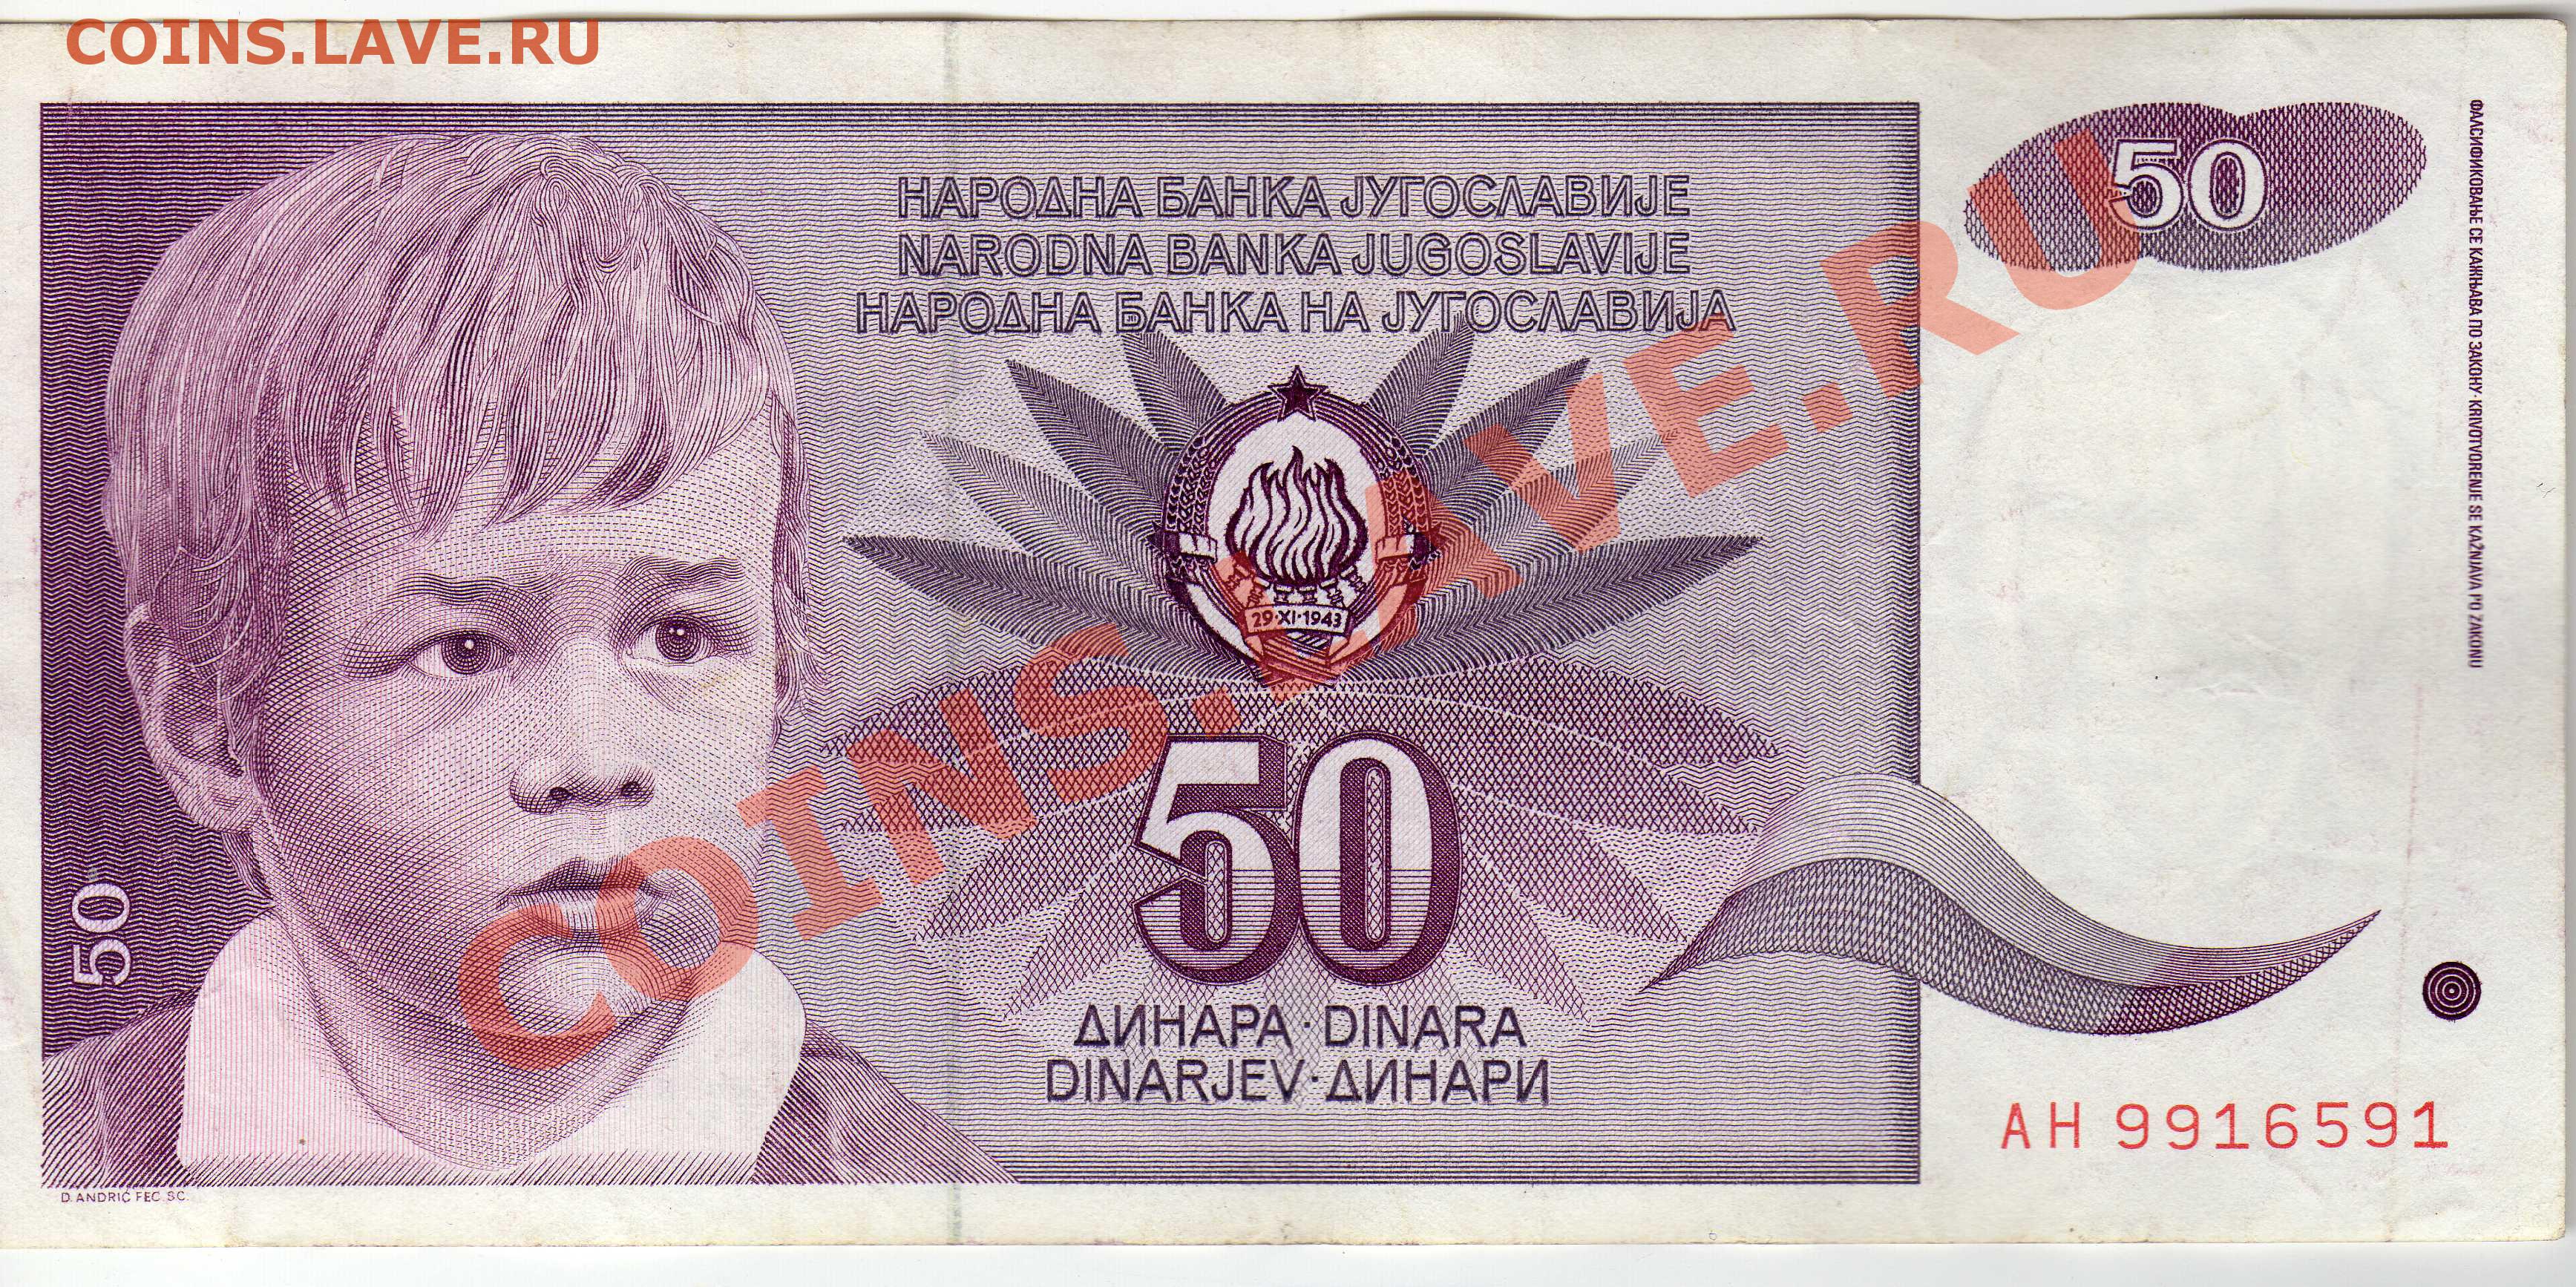 COINS.LAVE.RU
НАРОДНА БАНКА ЈУГОСЛАВИЈЕ
NARODNA BANKA JUGOSLAVIJE
НАРОДНА БАНКА НА ЈУГОСЛАВИЈА
50
ФАЛСИФИКОВАЊЕ СЕ КАЖЊАВА ПО ЗАКОНУ · KRIVOTVORENJE SE KAŽNJAVA PO ZAKONU
29·XI·1943
COINS.LAVE.RU
50
50
ДИНАРА · DINARA
DINARJEV · ДИНАРИ
AH 9916591
D. ANDRIĆ FEC. SC.